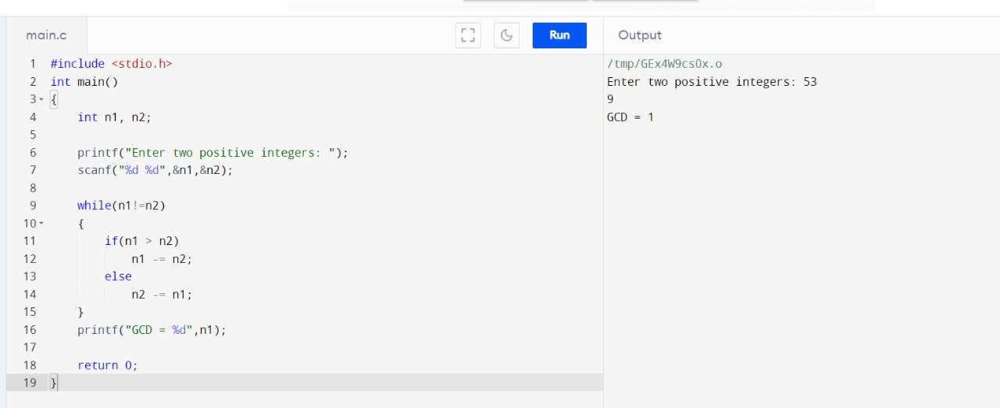 main.c
Run
Output
1 #include <stdio.h>
2 int main()
3 {
4     int n1, n2;
5
6     printf("Enter two positive integers: ");
7     scanf("%d %d",&n1,&n2);
8
9     while(n1!=n2)
10     {
11         if(n1 > n2)
12             n1 -= n2;
13         else
14             n2 -= n1;
15     }
16     printf("GCD = %d",n1);
17
18     return 0;
19 }
/tmp/GEx4W9csOx.o
Enter two positive integers: 53
9
GCD = 1